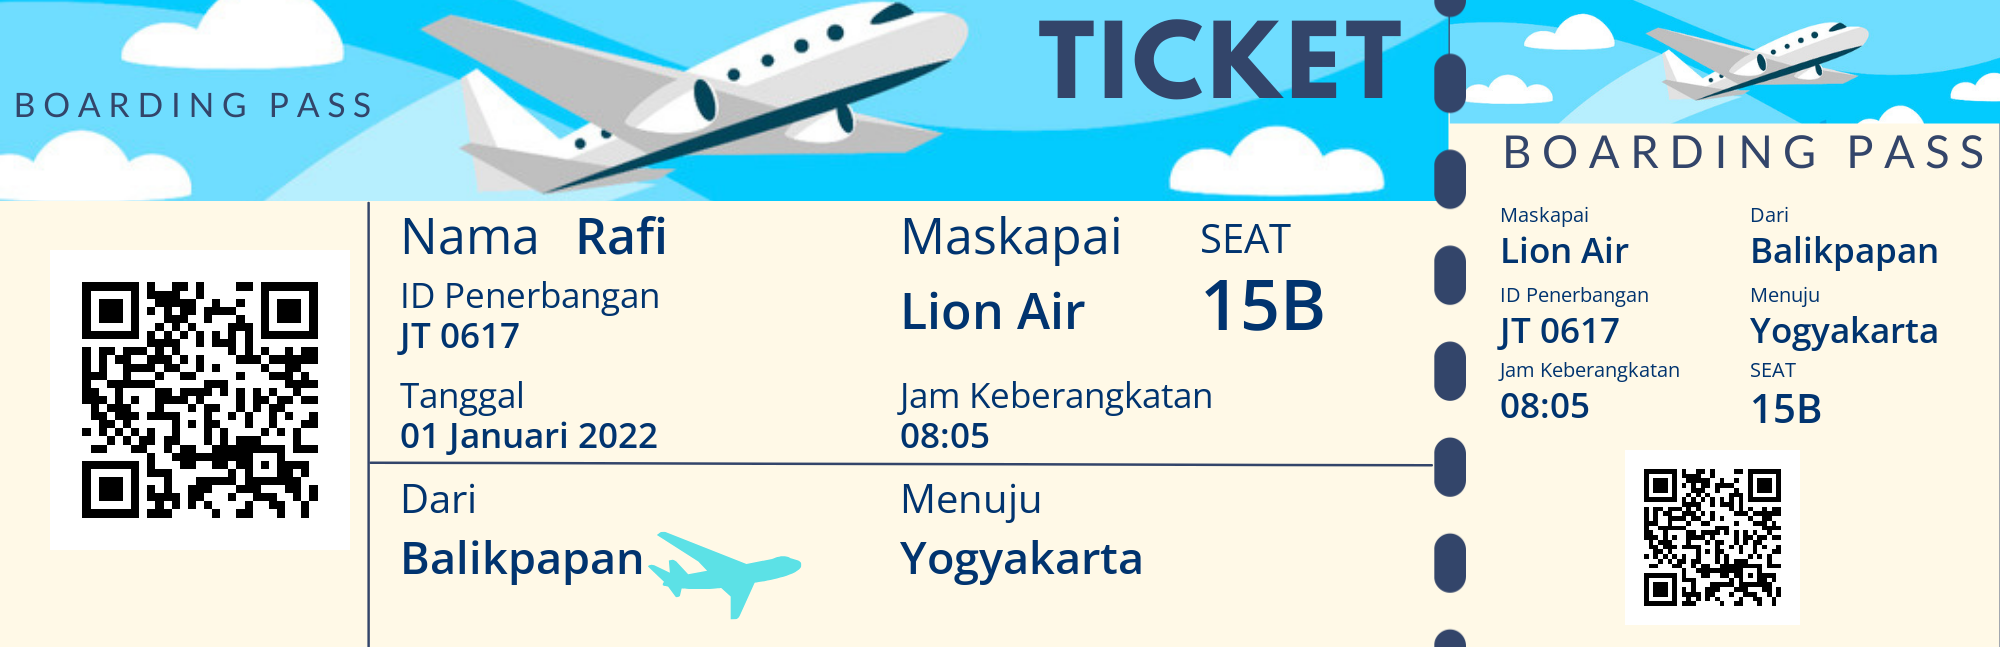 BOARDING PASS
TICKET
Nama Rafi
ID Penerbangan
JT 0617
Tanggal
01 Januari 2022
Maskapai
Lion Air
SEAT
15B
Jam Keberangkatan
08:05
Dari
Balikpapan
Menuju
Yogyakarta
BOARDING PASS
Maskapai
Lion Air
Dari
Balikpapan
ID Penerbangan
JT 0617
Menuju
Yogyakarta
Jam Keberangkatan
08:05
SEAT
15B